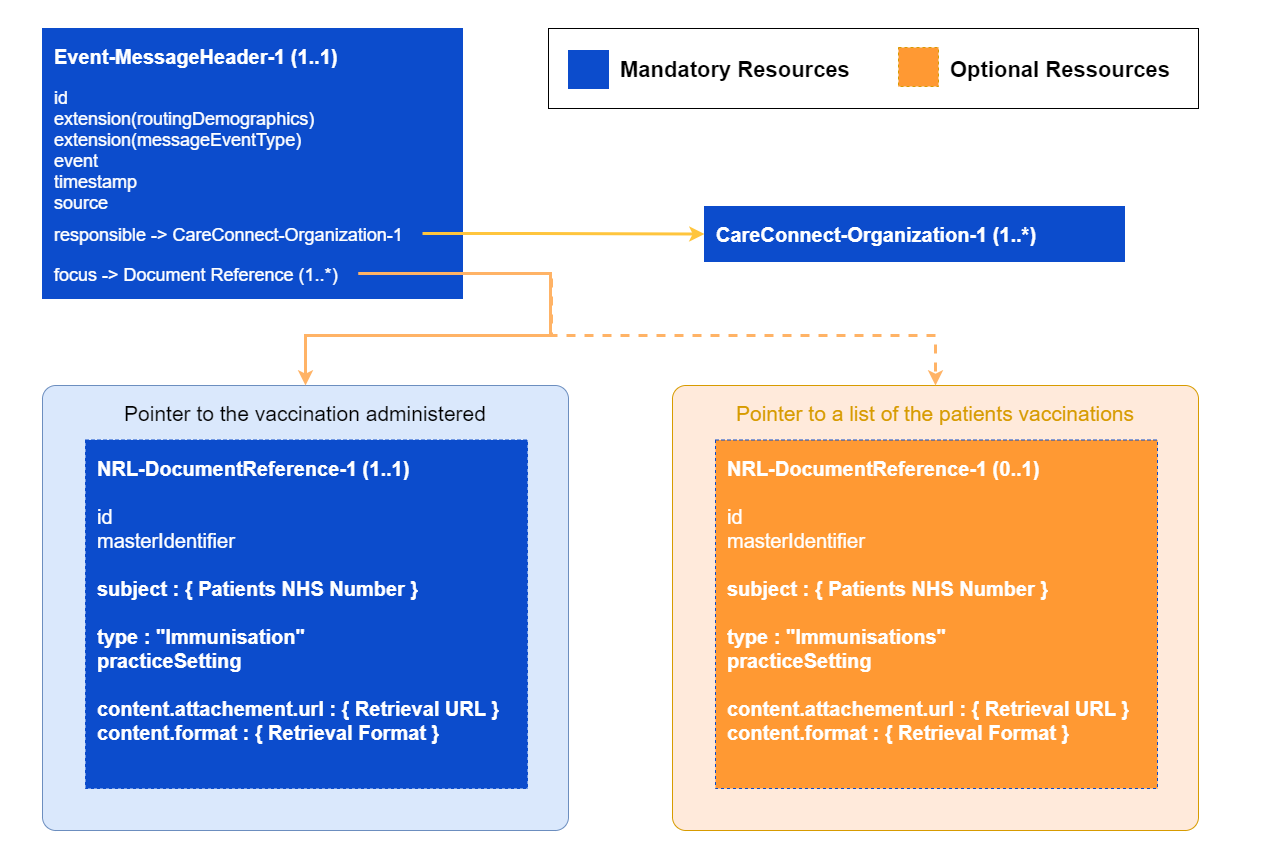 Event-MessageHeader-1 (1..1)
id
extension(routingDemographics)
extension(messageEventType)
event
timestamp
source
responsible -> CareConnect-Organization-1
focus -> Document Reference (1..*)
Mandatory Resources
Optional Ressources
CareConnect-Organization-1 (1..*)
Pointer to the vaccination administered
NRL-DocumentReference-1 (1..1)
id
masterIdentifier
subject : { Patients NHS Number }
type : "Immunisation"
practiceSetting
content.attachement.url : { Retrieval URL }
content.format : { Retrieval Format }
Pointer to a list of the patients vaccinations
NRL-DocumentReference-1 (0..1)
id
masterIdentifier
subject : { Patients NHS Number }
type : "Immunisations"
practiceSetting
content.attachement.url : { Retrieval URL }
content.format : { Retrieval Format }